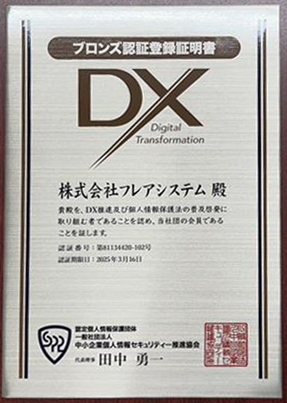 ブロンズ認証登録証明書
DX
Digital
Transformation
株式会社フレアシステム 殿
貴殿を、DX推進及び個人情報保護法の普及啓発に
取り組む者であることを認め、当社団の会員である
ことを証します。
認証番号：第81134420-102号
認証期限日：2025年3月16日
認定個人情報保護団体
一般社団法人
中小企業個人情報セキュリティー推進協会
代表理事 田中 勇一